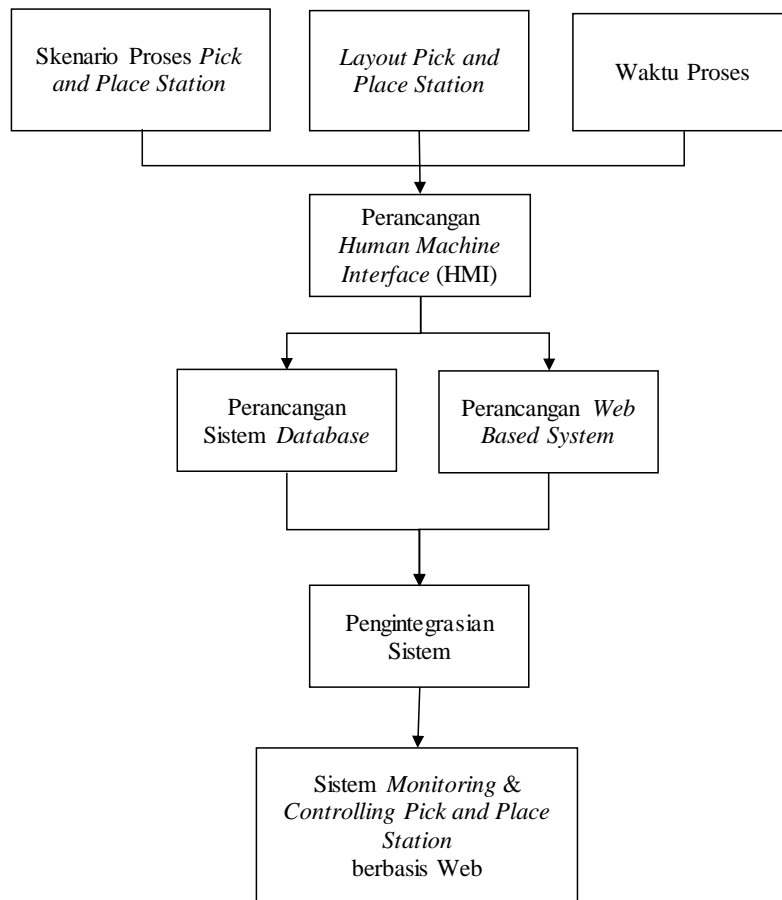 Skenario Proses Pick
and Place Station
Layout Pick and
Place Station
Waktu Proses
Perancangan
Human Machine
Interface (HMI)
Perancangan
Sistem Database
Perancangan Web
Based System
Pengintegrasian
Sistem
Sistem Monitoring &
Controlling Pick and Place
Station
berbasis Web